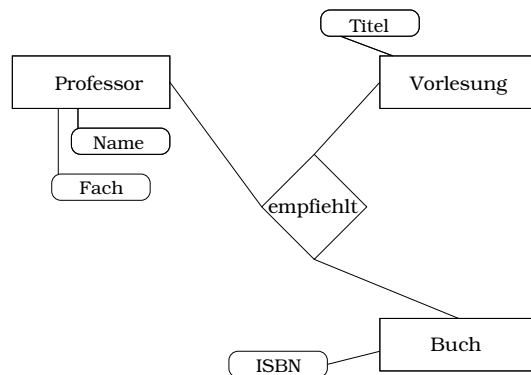 Titel
Professor
Vorlesung
Name
Fach
empfiehlt
Buch
ISBN